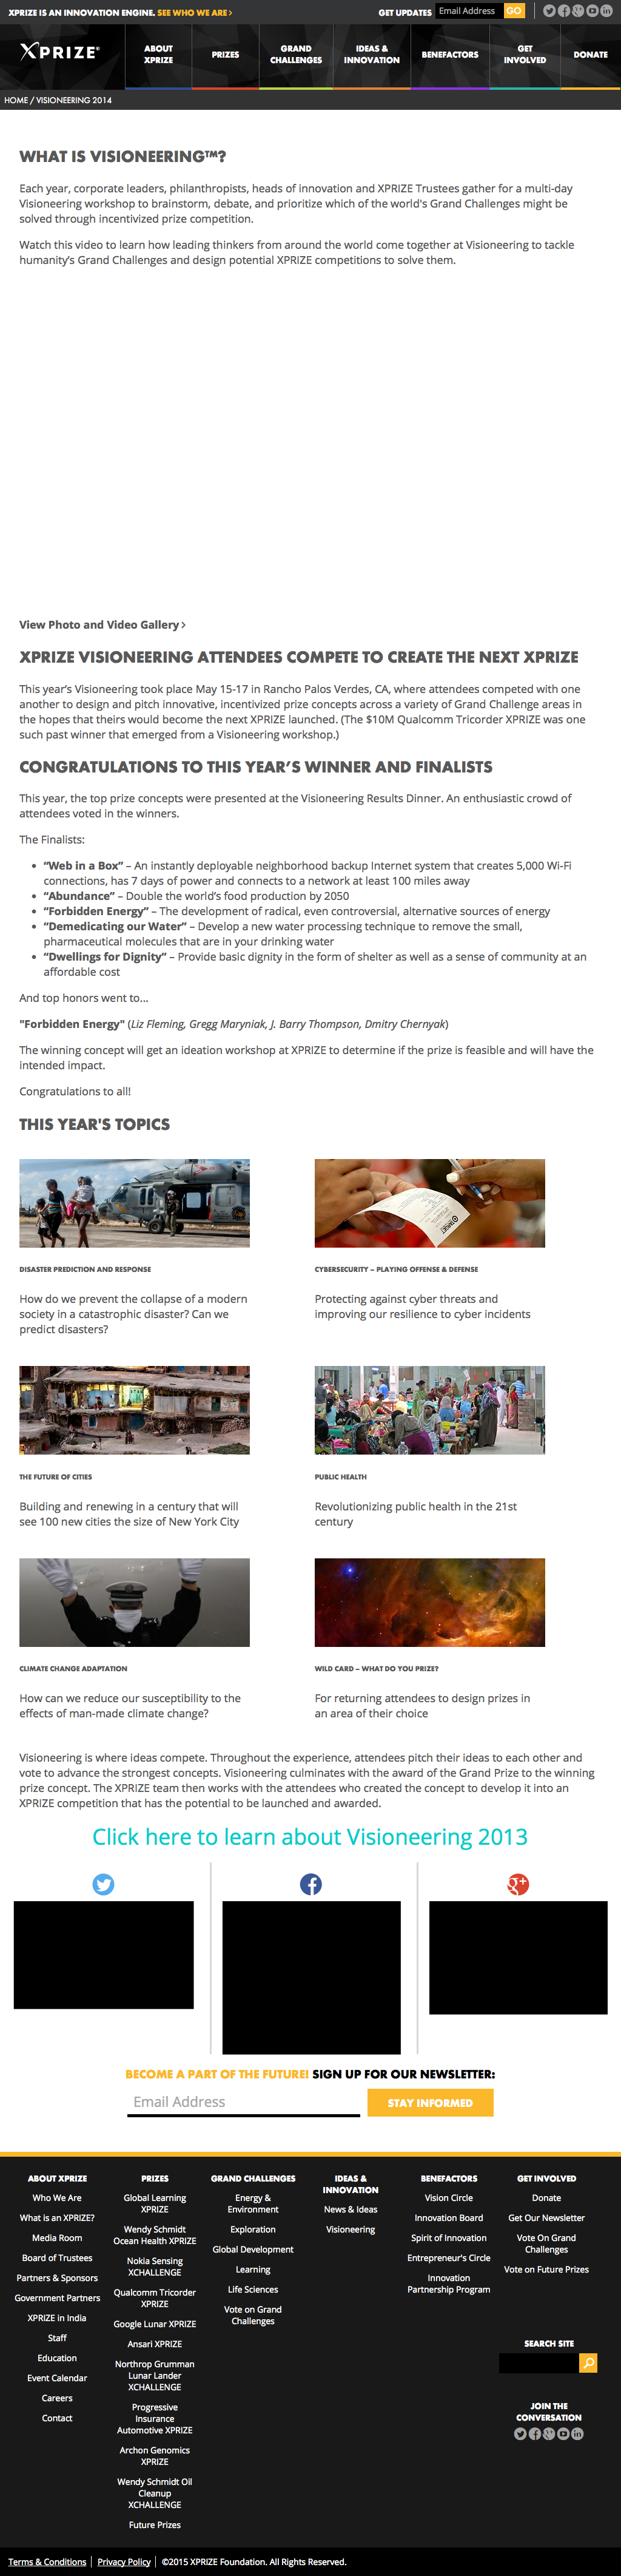 XPRIZE IS AN INNOVATION ENGINE. SEE WHO WE ARE >
GET UPDATES Email Address GO
XPRIZE®
ABOUT XPRIZE
PRIZES
GRAND CHALLENGES
IDEAS & INNOVATION
BENEFACTORS
GET INVOLVED
DONATE
HOME / VISIONEERING 2014
WHAT IS VISIONEERING™?
Each year, corporate leaders, philanthropists, heads of innovation and XPRIZE Trustees gather for a multi-day
Visioneering workshop to brainstorm, debate, and prioritize which of the world's Grand Challenges might be
solved through incentivized prize competition.
Watch this video to learn how leading thinkers from around the world come together at Visioneering to tackle
humanity's Grand Challenges and design potential XPRIZE competitions to solve them.
View Photo and Video Gallery >
XPRIZE VISIONEERING ATTENDEES COMPETE TO CREATE THE NEXT XPRIZE
This year's Visioneering took place May 15-17 in Rancho Palos Verdes, CA, where attendees competed with one
another to design and pitch innovative, incentivized prize concepts across a variety of Grand Challenge areas in
the hopes that theirs would become the next XPRIZE launched. (The $10M Qualcomm Tricorder XPRIZE was one
such past winner that emerged from a Visioneering workshop.)
CONGRATULATIONS TO THIS YEAR'S WINNER AND FINALISTS
This year, the top prize concepts were presented at the Visioneering Results Dinner. An enthusiastic crowd of
attendees voted in the winners.
The Finalists:
• “Web in a Box” – An instantly deployable neighborhood backup Internet system that creates 5,000 Wi-Fi
connections, has 7 days of power and connects to a network at least 100 miles away
• “Abundance” – Double the world's food production by 2050
• “Forbidden Energy” – The development of radical, even controversial, alternative sources of energy
• “Demedicating our Water” – Develop a new water processing technique to remove the small,
pharmaceutical molecules that are in your drinking water
• “Dwellings for Dignity” – Provide basic dignity in the form of shelter as well as a sense of community at an
affordable cost
And top honors went to...
"Forbidden Energy" (Liz Fleming, Gregg Maryniak, J. Barry Thompson, Dmitry Chernyak)
The winning concept will get an ideation workshop at XPRIZE to determine if the prize is feasible and will have the
intended impact.
Congratulations to all!
THIS YEAR'S TOPICS
DISASTER PREDICTION AND RESPONSE
How do we prevent the collapse of a modern
society in a catastrophic disaster? Can we
predict disasters?
TARGET
CYBERSECURITY – PLAYING OFFENSE & DEFENSE
Protecting against cyber threats and
improving our resilience to cyber incidents
THE FUTURE OF CITIES
Building and renewing in a century that will
see 100 new cities the size of New York City
PUBLIC HEALTH
Revolutionizing public health in the 21st
century
CLIMATE CHANGE ADAPTATION
How can we reduce our susceptibility to the
effects of man-made climate change?
WILD CARD – WHAT DO YOU PRIZE?
For returning attendees to design prizes in
an area of their choice
Visioneering is where ideas compete. Throughout the experience, attendees pitch their ideas to each other and
vote to advance the strongest concepts. Visioneering culminates with the award of the Grand Prize to the winning
prize concept. The XPRIZE team then works with the attendees who created the concept to develop it into an
XPRIZE competition that has the potential to be launched and awarded.
Click here to learn about Visioneering 2013
BECOME A PART OF THE FUTURE! SIGN UP FOR OUR NEWSLETTER:
Email Address
STAY INFORMED
ABOUT XPRIZE
Who We Are
What is an XPRIZE?
Media Room
Board of Trustees
Partners & Sponsors
Government Partners
XPRIZE in India
Staff
Education
Event Calendar
Careers
Contact
PRIZES
Global Learning
XPRIZE
Wendy Schmidt
Ocean Health XPRIZE
Nokia Sensing
XCHALLENGE
Qualcomm Tricorder
XPRIZE
Google Lunar XPRIZE
Ansari XPRIZE
Northrop Grumman
Lunar Lander
XCHALLENGE
Progressive
Insurance
Automotive XPRIZE
Archon Genomics
XPRIZE
Wendy Schmidt Oil
Cleanup
XCHALLENGE
Future Prizes
GRAND CHALLENGES
Energy &
Environment
Exploration
Global Development
Learning
Life Sciences
Vote on Grand
Challenges
IDEAS &
INNOVATION
News & Ideas
Visioneering
BENEFACTORS
Vision Circle
Innovation Board
Spirit of Innovation
Entrepreneur's Circle
Innovation
Partnership Program
GET INVOLVED
Donate
Get Our Newsletter
Vote On Grand
Challenges
Vote on Future Prizes
SEARCH SITE
JOIN THE
CONVERSATION
Terms & Conditions | Privacy Policy | ©2015 XPRIZE Foundation. All Rights Reserved.